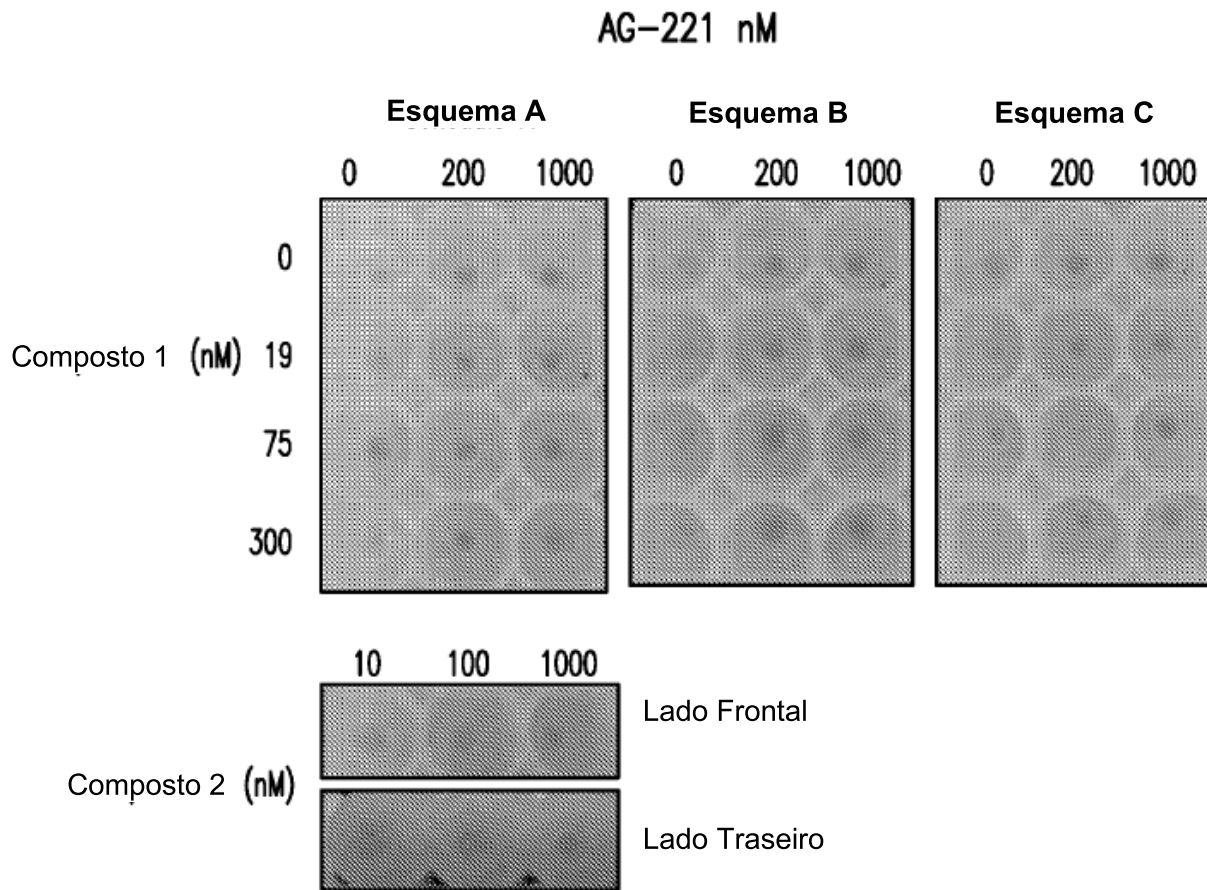 AG-221 nM
Esquema A Esquema B Esquema C
0 200 1000 0 200 1000 0 200 1000
0
Composto 1 (nM) 19
75
300
10 100 1000
Lado Frontal
Composto 2 (nM)
Lado Traseiro